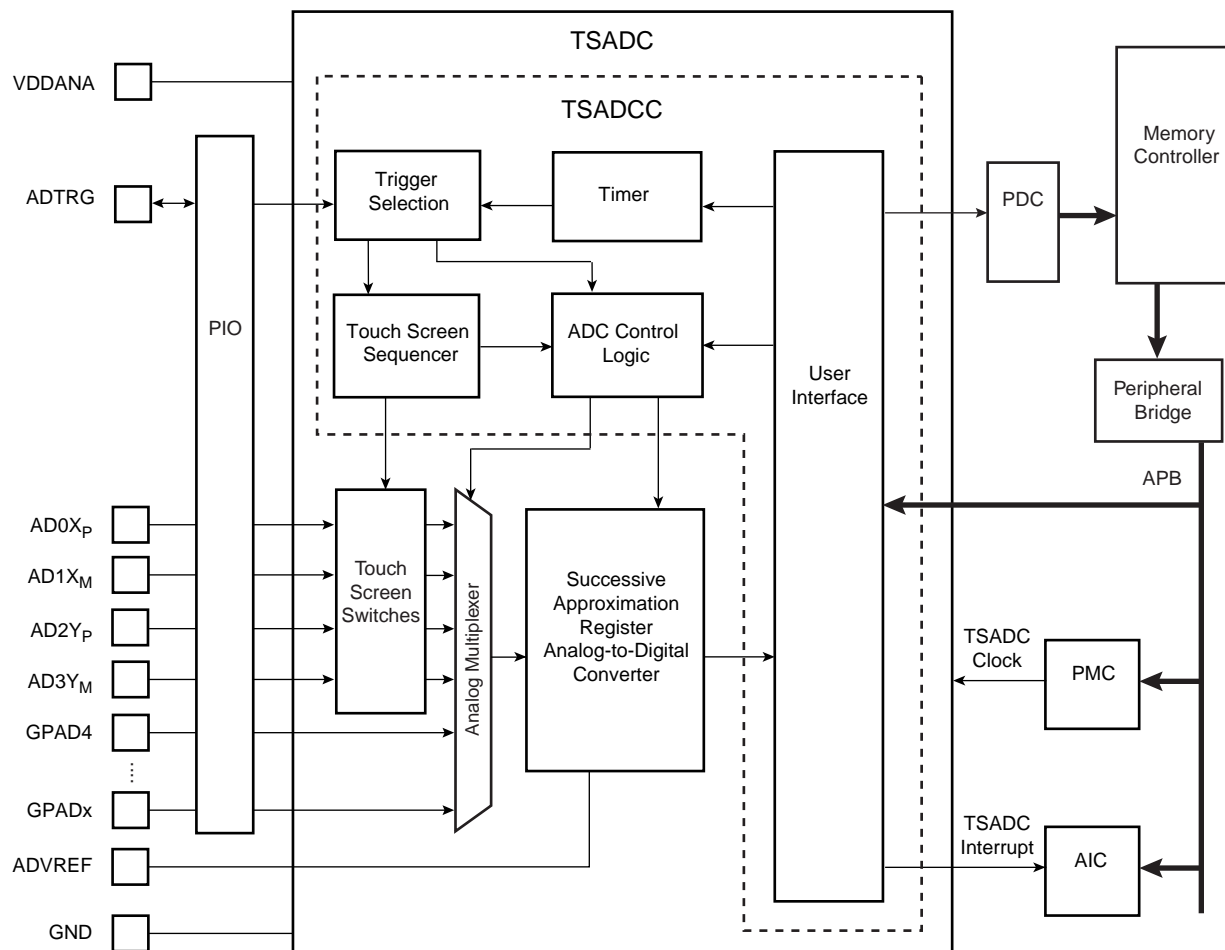 TSADC
VDDANA
TSADCC
Memory
Controller
ADTRG
Trigger
Selection
Timer
PDC
PIO
Touch Screen
Sequencer
ADC Control
Logic
User
Interface
Peripheral
Bridge
APB
AD0XP
AD1XM
AD2YP
AD3YM
GPAD4
GPADx
Touch
Screen
Switches
Analog Multiplexer
Successive
Approximation
Register
Analog-to-Digital
Converter
TSADC
Clock
PMC
TSADC
Interrupt
AIC
ADVREF
GND